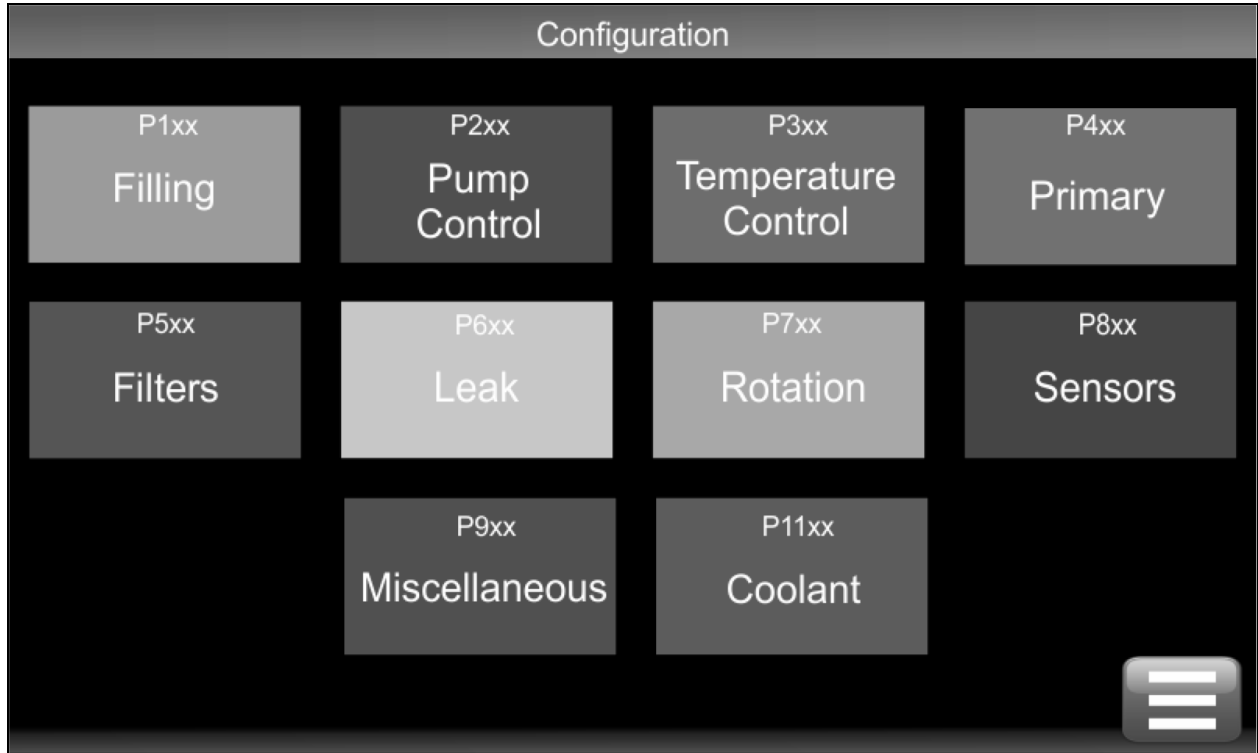 Configuration
P1xx
Filling
P2xx
Pump
Control
P3xx
Temperature
Control
P4xx
Primary
P5xx
Filters
P6xx
Leak
P7xx
Rotation
P8xx
Sensors
P9xx
Miscellaneous
P11xx
Coolant